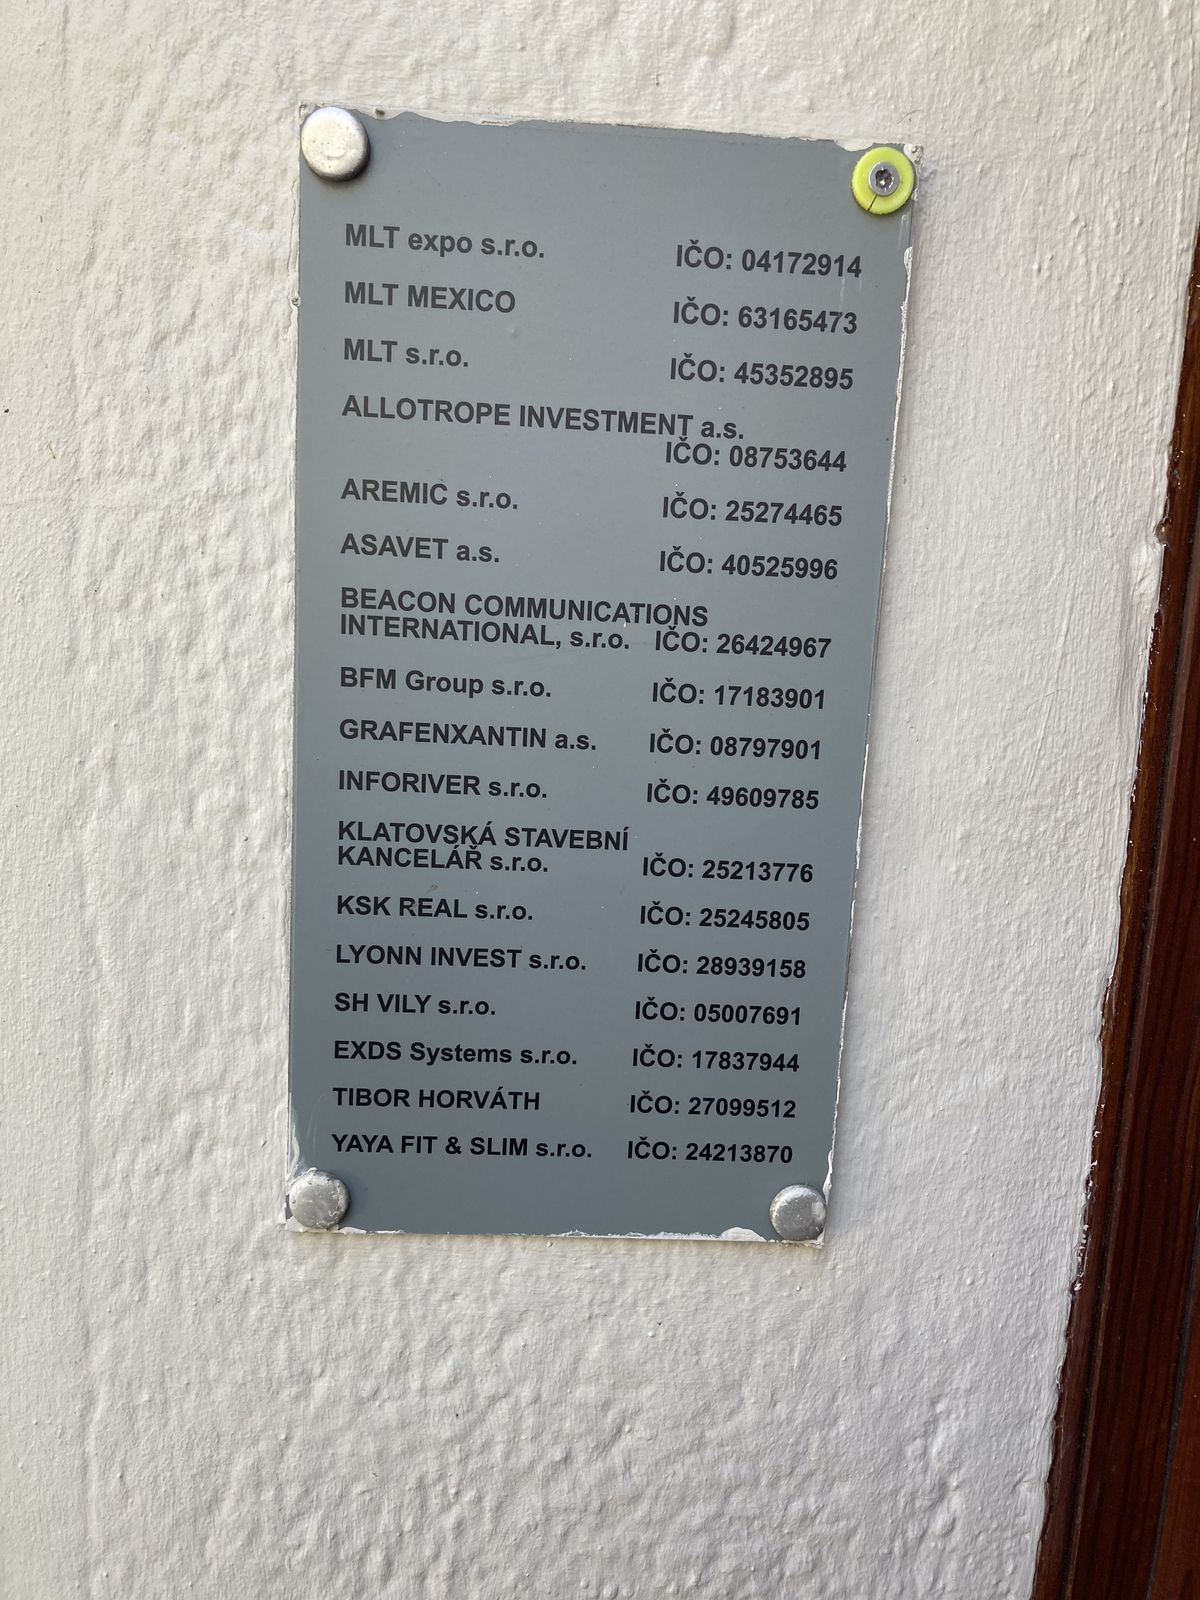 MLT expo s.r.o. IČO: 04172914
MLT MEXICO IČO: 63165473
MLT s.r.o. IČO: 45352895
ALLOTROPE INVESTMENT a.s.
IČO: 08753644
AREMIC s.r.o. IČO: 25274465
ASAVET a.s. IČO: 40525996
BEACON COMMUNICATIONS
INTERNATIONAL, s.r.o. IČO: 26424967
BFM Group s.r.o. IČO: 17183901
GRAFENXANTIN a.s. IČO: 08797901
INFORIVER s.r.o. IČO: 49609785
KLATOVSKÁ STAVEBNÍ
KANCELÁŘ s.r.o. IČO: 25213776
KSK REAL s.r.o. IČO: 25245805
LYONN INVEST s.r.o. IČO: 28939158
SH VILY s.r.o. IČO: 05007691
EXDS Systems s.r.o. IČO: 17837944
TIBOR HORVÁTH IČO: 27099512
YAYA FIT & SLIM s.r.o. IČO: 24213870